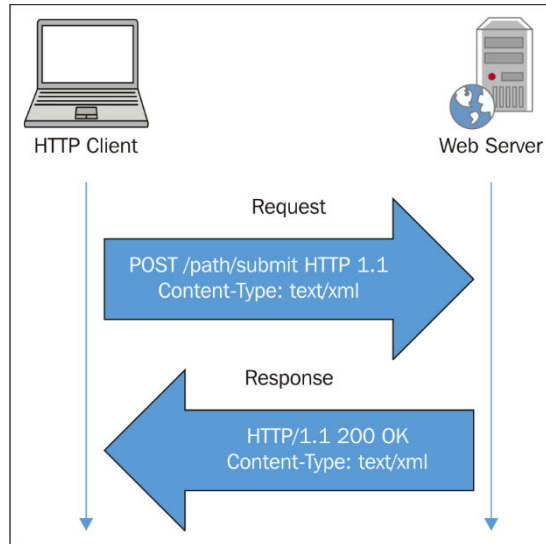 HTTP Client
Web Server
Request
POST /path/submit HTTP 1.1
Content-Type: text/xml
Response
HTTP/1.1 200 OK
Content-Type: text/xml